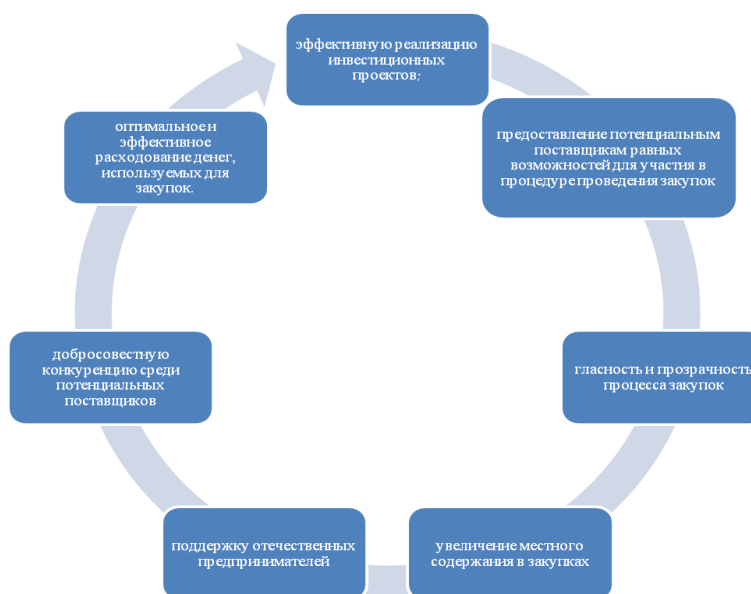 эффективную реализацию
инвестиционных
проектов;
предоставление потенциальным
поставщикам равных
возможностей для участия в
процедуре проведения закупок
гласность и прозрачность
процесса закупок
увеличение местного
содержания в закупках
поддержку отечественных
предпринимателей
добросовестную
конкуренцию среди
потенциальных
поставщиков
оптимальное и
эффективное
расходование денег,
используемых для
закупок.